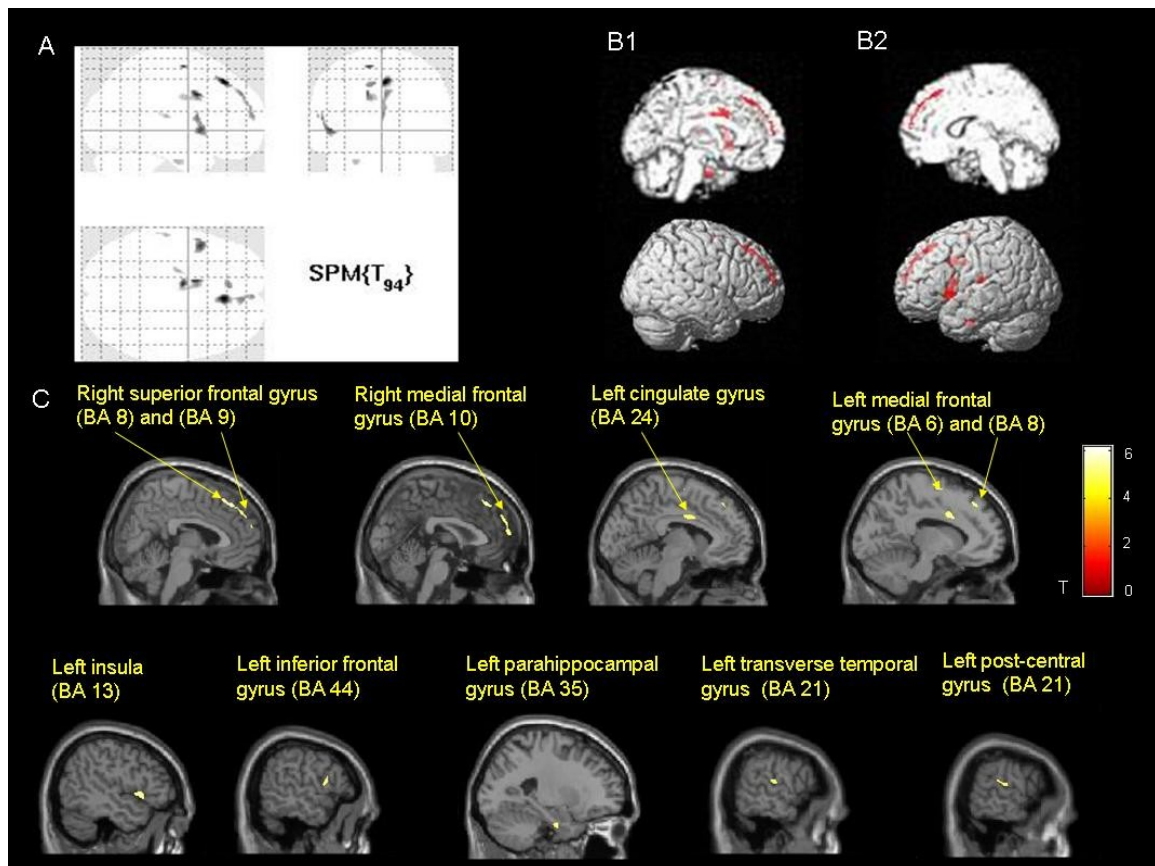 A
B1
B2
SPM{T94}
C
Right superior frontal gyrus
(BA 8) and (BA 9)
Right medial frontal
gyrus (BA 10)
Left cingulate gyrus
(BA 24)
Left medial frontal
gyrus (BA 6) and (BA 8)
6
4
2
T 0
Left insula
(BA 13)
Left inferior frontal
gyrus (BA 44)
Left parahippocampal
gyrus (BA 35)
Left transverse temporal
gyrus (BA 21)
Left post-central
gyrus (BA 21)